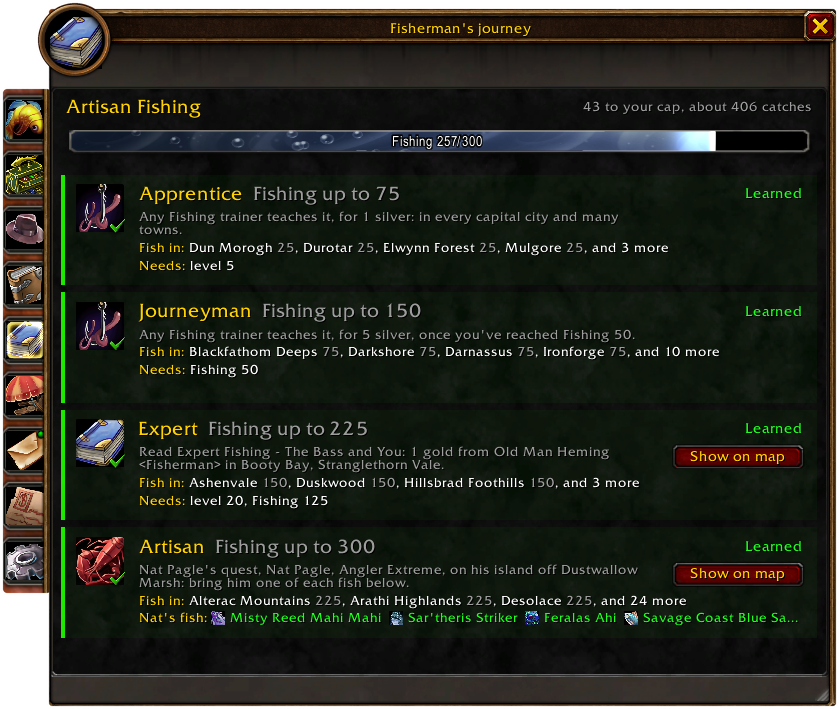 Fisherman's journey
Artisan Fishing
43 to your cap, about 406 catches
Fishing 257/300
Apprentice Fishing up to 75
Learned
Any Fishing trainer teaches it, for 1 silver: in every capital city and many
towns.
Fish in: Dun Morogh 25, Durotar 25, Elwynn Forest 25, Mulgore 25, and 3 more
Needs: level 5
Journeyman Fishing up to 150
Learned
Any Fishing trainer teaches it, for 5 silver, once you've reached Fishing 50.
Fish in: Blackfathom Deeps 75, Darkshore 75, Darnassus 75, Ironforge 75, and 10 more
Needs: Fishing 50
Expert Fishing up to 225
Learned
Read Expert Fishing - The Bass and You: 1 gold from Old Man Heming
<Fisherman> in Booty Bay, Stranglethorn Vale.
Show on map
Fish in: Ashenvale 150, Duskwood 150, Hillsbrad Foothills 150, and 3 more
Needs: level 20, Fishing 125
Artisan Fishing up to 300
Learned
Nat Pagle's quest, Nat Pagle, Angler Extreme, on his island off Dustwallow
Marsh: bring him one of each fish below.
Show on map
Fish in: Alterac Mountains 225, Arathi Highlands 225, Desolace 225, and 24 more
Nat's fish: Misty Reed Mahi Mahi Sar'theris Striker Feralas Ahi Savage Coast Blue Sa...